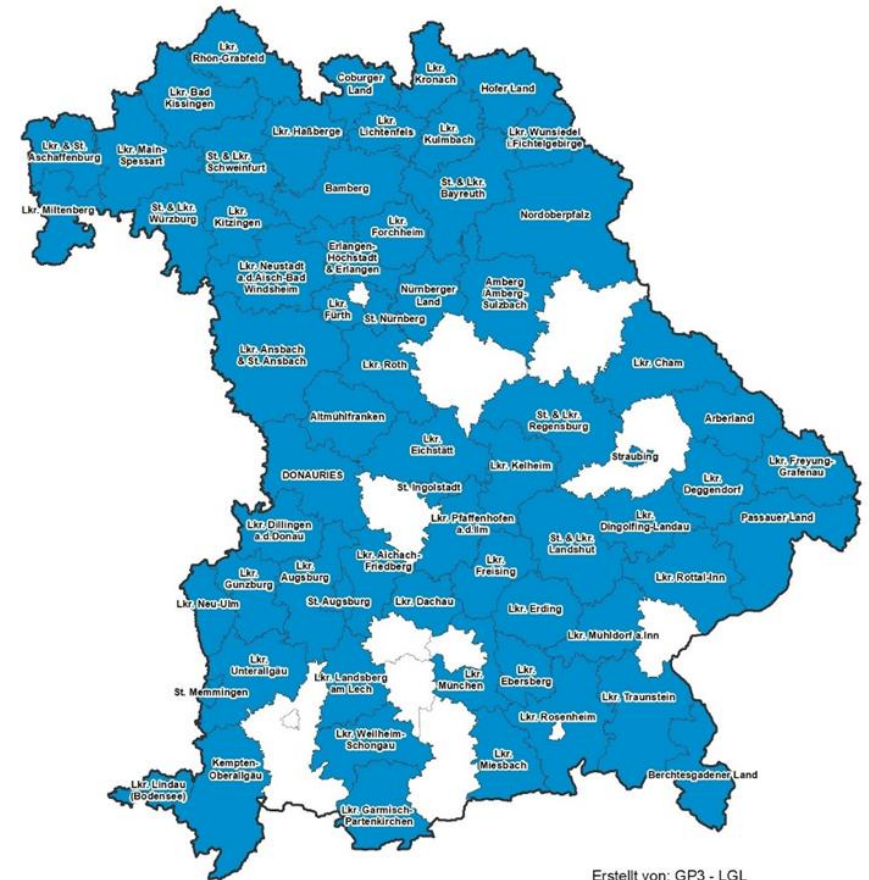 Lkr.
Rhön-Grabfeld
Coburger
Land
Lkr.
Kronach
Hofer Land
Lkr. Bad
Kissingen
Lkr. Haßberge
Lkr.
Lichtenfels
Lkr.
Kulmbach
Lkr. Wunsiedel
i.Fichtelgebirge
Lkr. & St.
Aschaffenburg
Lkr. Main-
Spessart
St. & Lkr.
Schweinfurt
Bamberg
St. & Lkr.
Bayreuth
Lkr. Miltenberg
St. & Lkr.
Würzburg
Lkr.
Kitzingen
Lkr.
Forchheim
Nordoberpfalz
Erlangen-
Höchstadt
& Erlangen
Lkr. Neustadt
a.d.Aisch-Bad
Windsheim
Nürnberger
Land
Amberg
/Amberg-
Sulzbach
Lkr.
Fürth
St. Nürnberg
Lkr. Ansbach
& St. Ansbach
Lkr. Roth
Lkr. Cham
Altmühlfranken
St. & Lkr.
Regensburg
Arberland
Lkr.
Eichstätt
Lkr. Kelheim
Straubing
Lkr. Freyung-
Grafenau
DONAURIES
St. Ingolstadt
Lkr.
Deggendorf
Lkr. Dillingen
a.d.Donau
Lkr. Pfaffenhofen
a.d.Ilm
Lkr.
Dingolfing-Landau
Passauer Land
St. & Lkr.
Landshut
Lkr. Aichach-
Friedberg
Lkr.
Günzburg
Lkr.
Augsburg
Lkr.
Freising
Lkr. Rottal-Inn
Lkr. Neu-Ulm
St. Augsburg
Lkr. Dachau
Lkr. Erding
Lkr. Mühldorf a.Inn
Lkr.
Unterallgäu
Lkr. Landsberg
am Lech
Lkr.
München
Lkr.
Ebersberg
St. Memmingen
Lkr. Traunstein
Lkr. Rosenheim
Lkr. Weilheim-
Schongau
Kempten-
Oberallgäu
Lkr.
Miesbach
Berchtesgadener Land
Lkr. Lindau
(Bodensee)
Lkr. Garmisch-
Partenkirchen
Erstellt von: GP3 - LGL